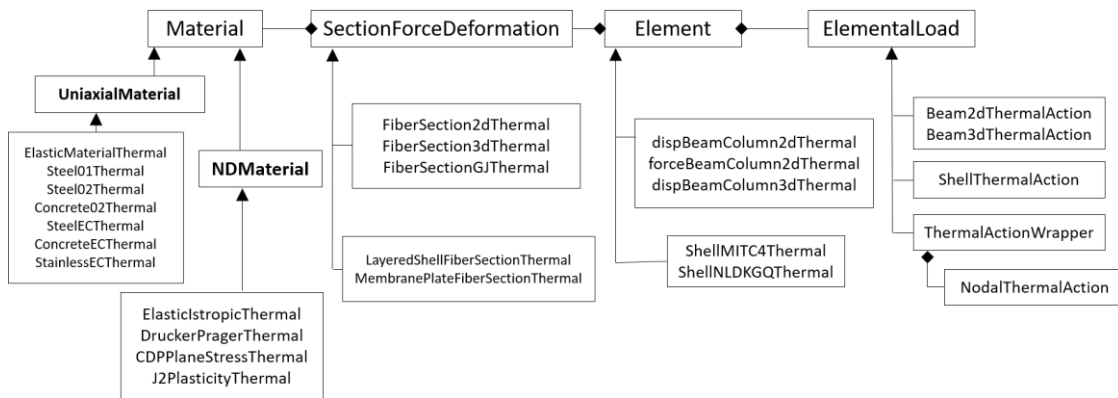 Material
SectionForceDeformation
Element
ElementalLoad
UniaxialMaterial
ElasticMaterialThermal
Steel01Thermal
Steel02Thermal
Concrete02Thermal
SteelECThermal
ConcreteECThermal
StainlessECThermal
NDMaterial
ElasticIstropicThermal
DruckerPragerThermal
CDPPlaneStressThermal
J2PlasticityThermal
FiberSection2dThermal
FiberSection3dThermal
FiberSectionGJThermal
LayeredShellFiberSectionThermal
MembranePlateFiberSectionThermal
dispBeamColumn2dThermal
forceBeamColumn2dThermal
dispBeamColumn3dThermal
ShellMITC4Thermal
ShellNLDKGQThermal
Beam2dThermalAction
Beam3dThermalAction
ShellThermalAction
ThermalActionWrapper
NodalThermalAction